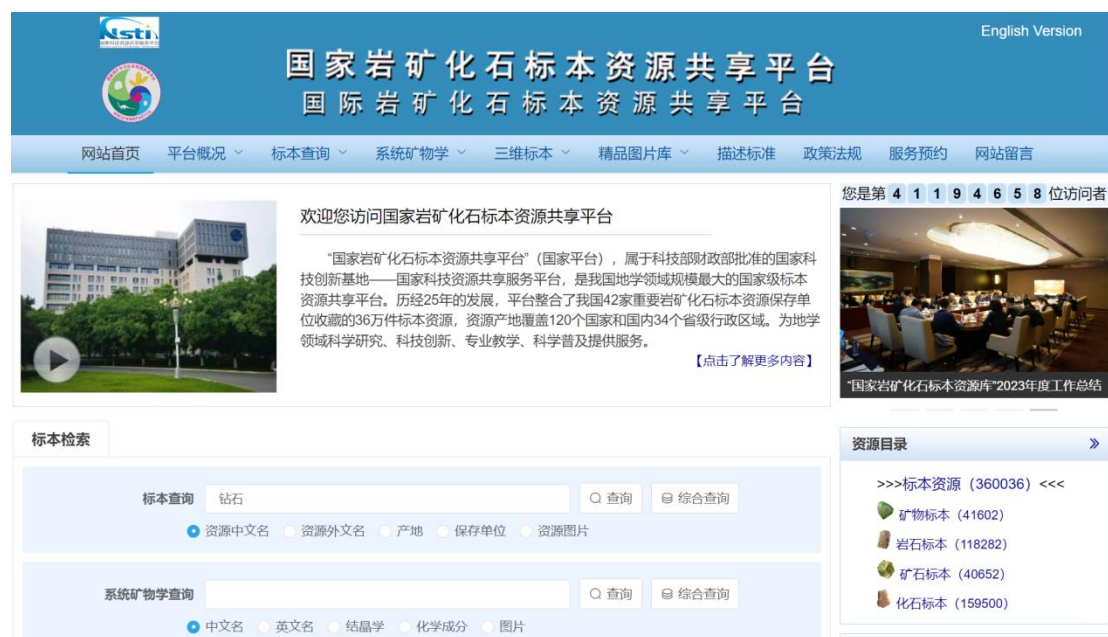 Nsti
English Version
国家岩矿化石标本资源共享平台
国际岩矿化石标本资源共享平台
网站首页 平台概况 标本查询 系统矿物学 三维标本 精品图片库 描述标准 政策法规 服务预约 网站留言
欢迎您访问国家岩矿化石标本资源共享平台
“国家岩矿化石标本资源共享平台”（国家平台），属于科技部财政部批准的国家科
技创新基地——国家科技资源共享服务平台，是我国地学领域规模最大的国家级标本
资源共享平台。历经25年的发展，平台整合了我国42家重要岩矿化石标本资源保存单
位收藏的36万件标本资源，资源产地覆盖120个国家和国内34个省级行政区域。为地学
领域科学研究、科技创新、专业教学、科学普及提供服务。
【点击了解更多内容】
您是第 4 1 1 9 4 6 5 8 位访问者
“国家岩矿化石标本资源库”2023年度工作总结
标本检索
标本查询 钻石 查询 综合查询
资源中文名 资源外文名 产地 保存单位 资源图片
系统矿物学查询 查询 综合查询
中文名 英文名 结晶学 化学成分 图片
资源目录 »
>>>标本资源（360036）<<<
矿物标本（41602）
岩石标本（118282）
矿石标本（40652）
化石标本（159500）